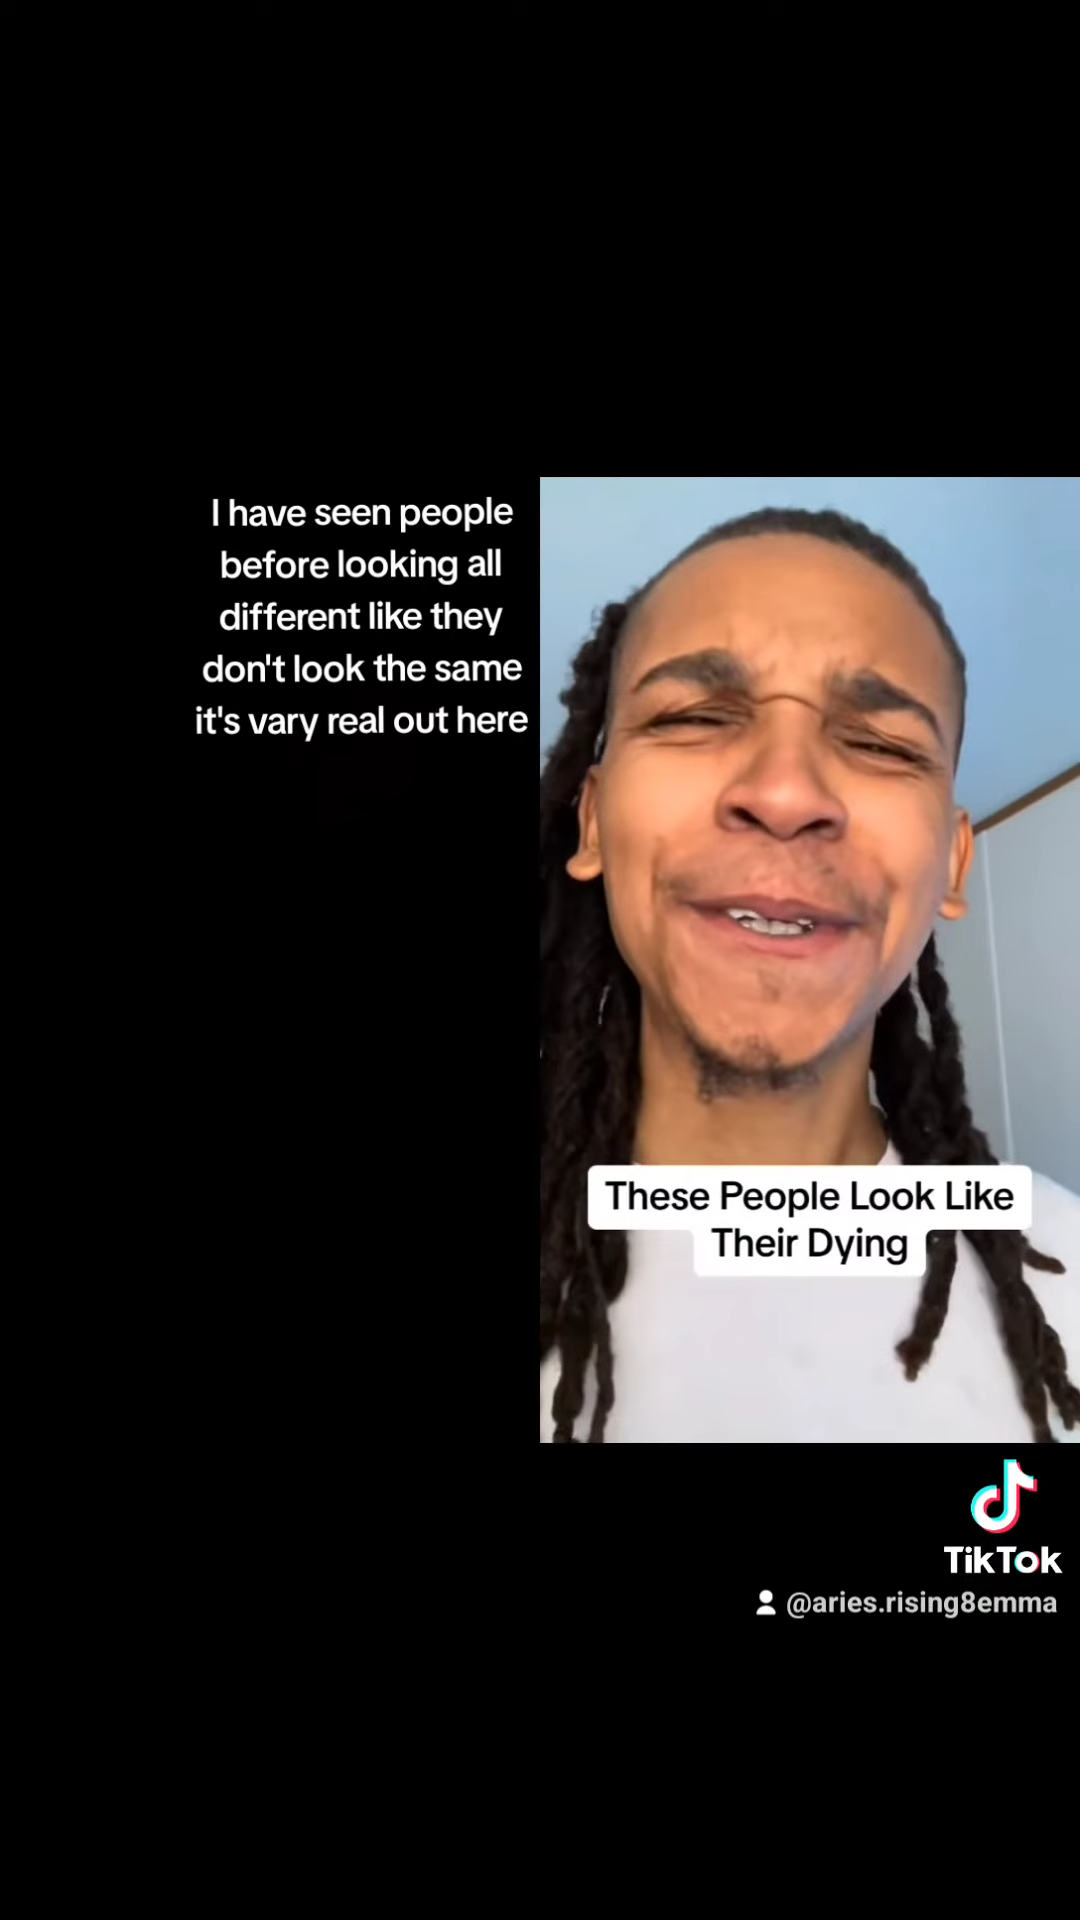 I have seen people
before looking all
different like they
don't look the same
it's vary real out here
These People Look Like
Their Dying
TikTok
@aries.rising8emma